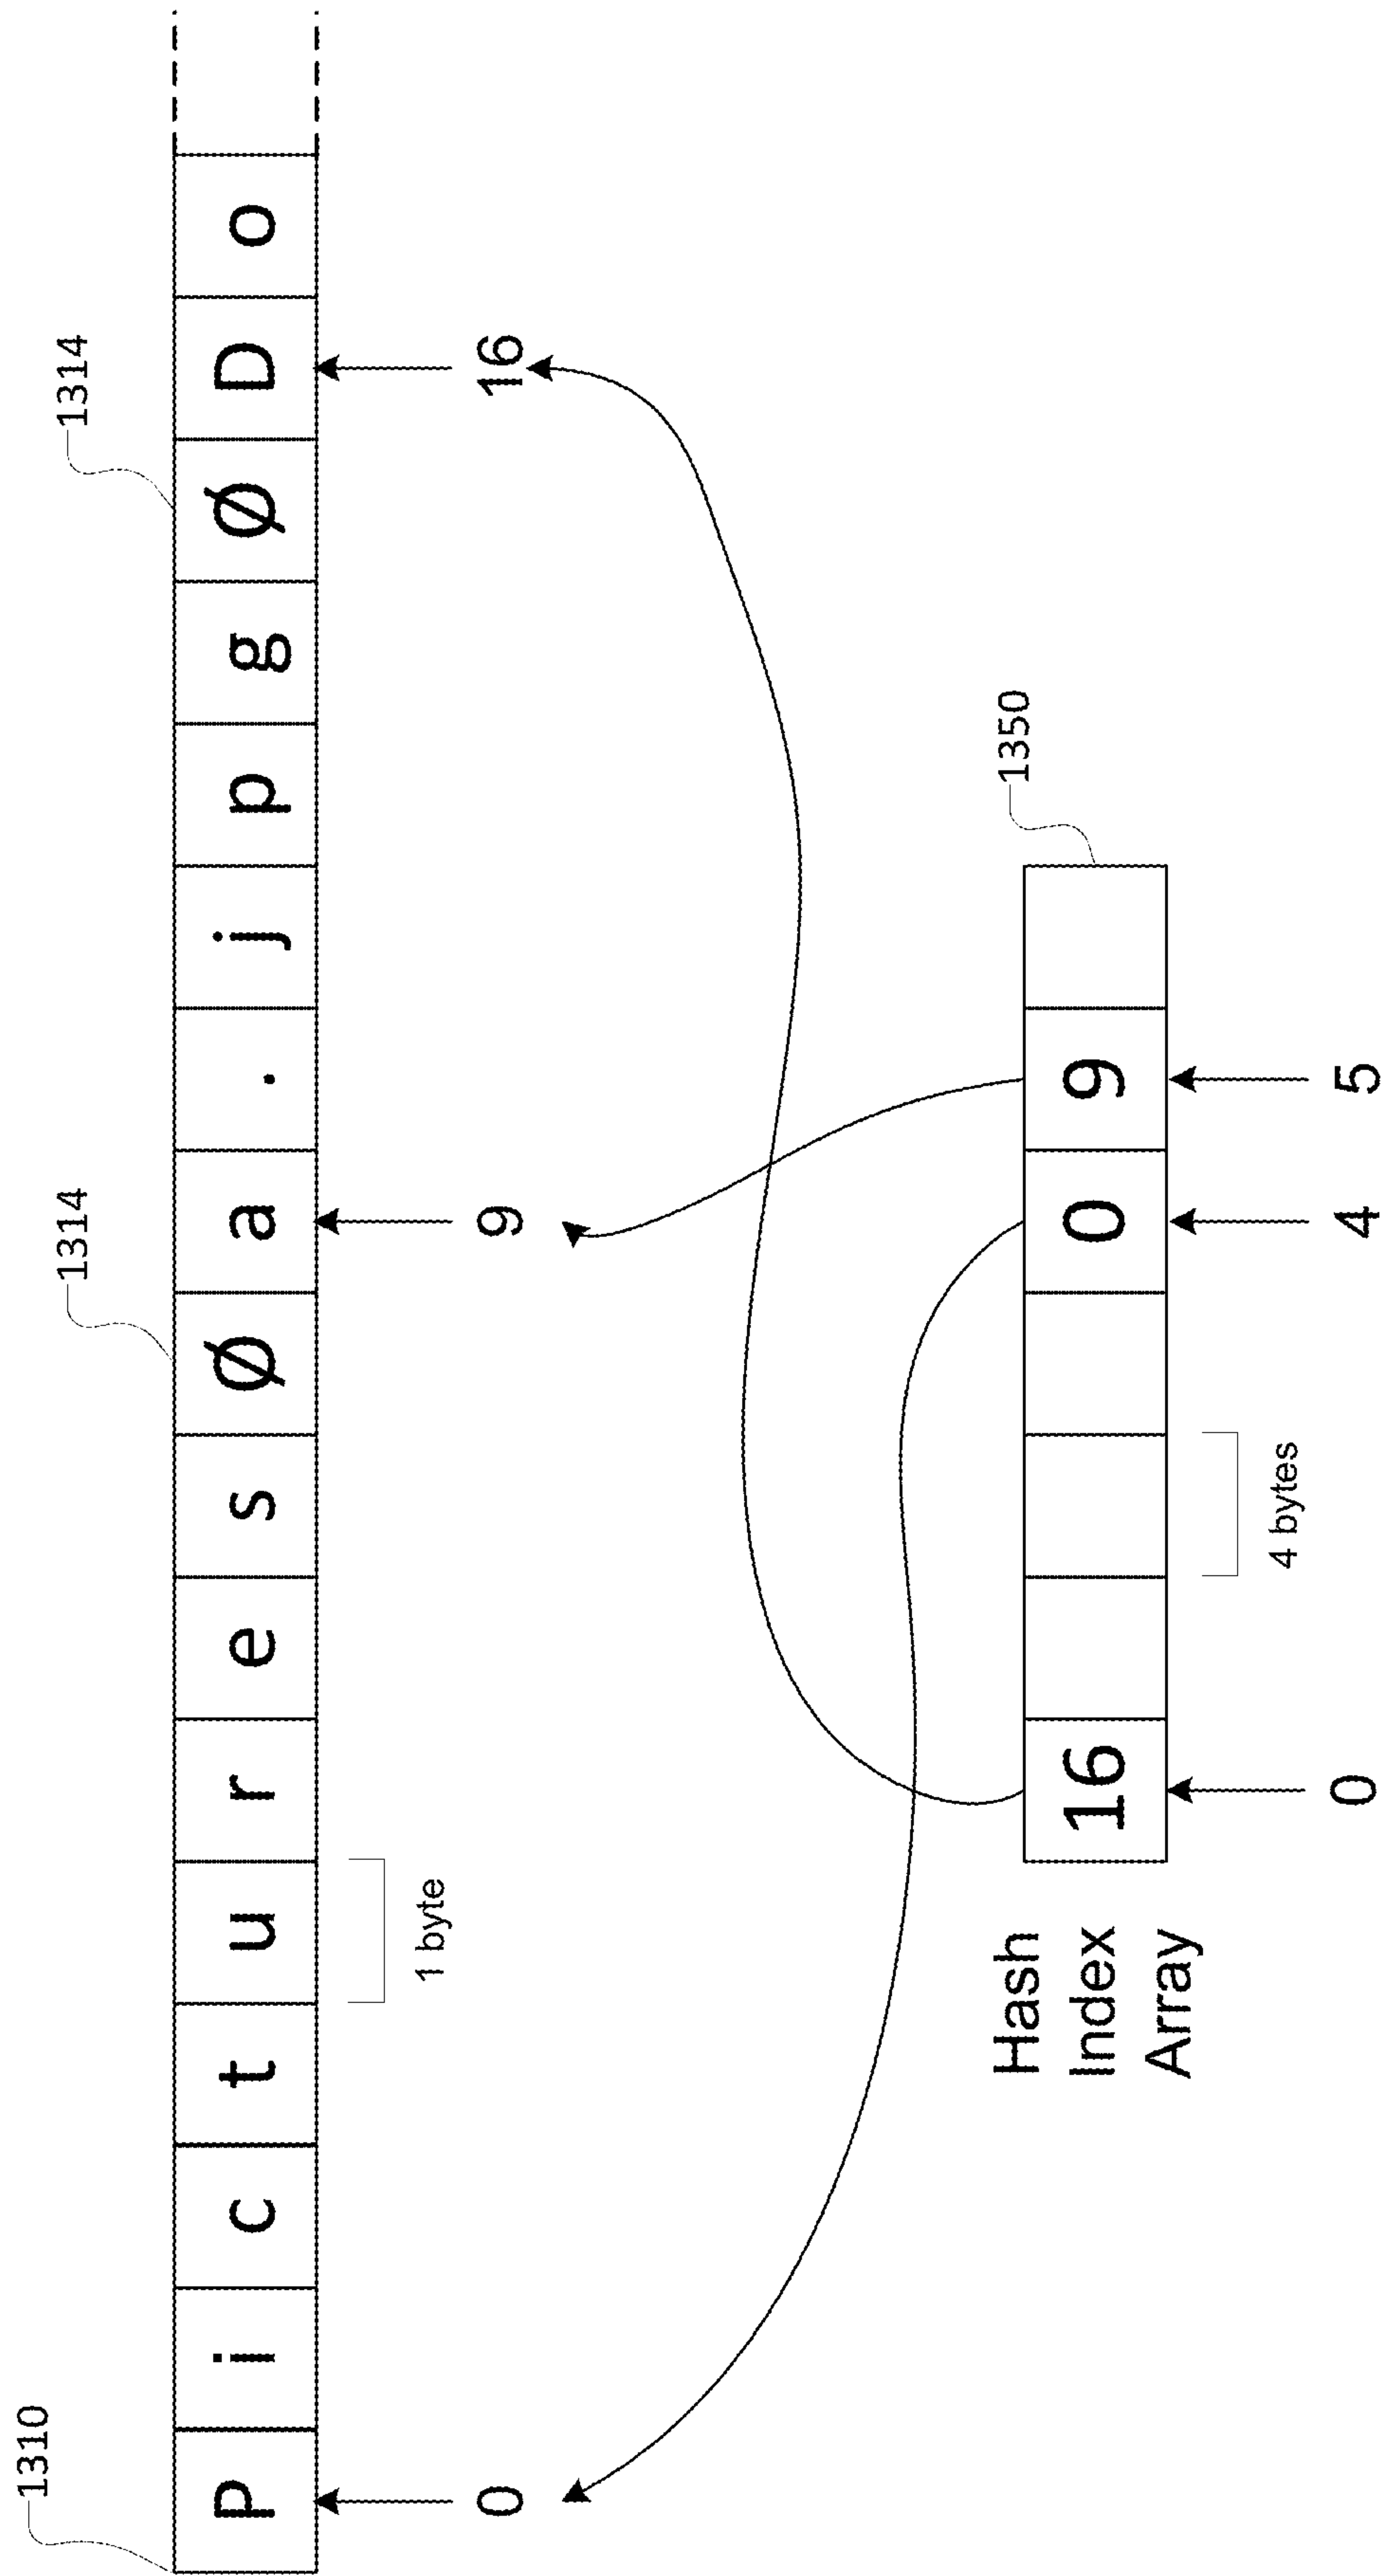 1310
1314
1314
P i c t u r e s Ø a . j p g Ø D o
1 byte
0
9
16
1350
Hash
Index
Array
16 0 9
4 bytes
0
4
5